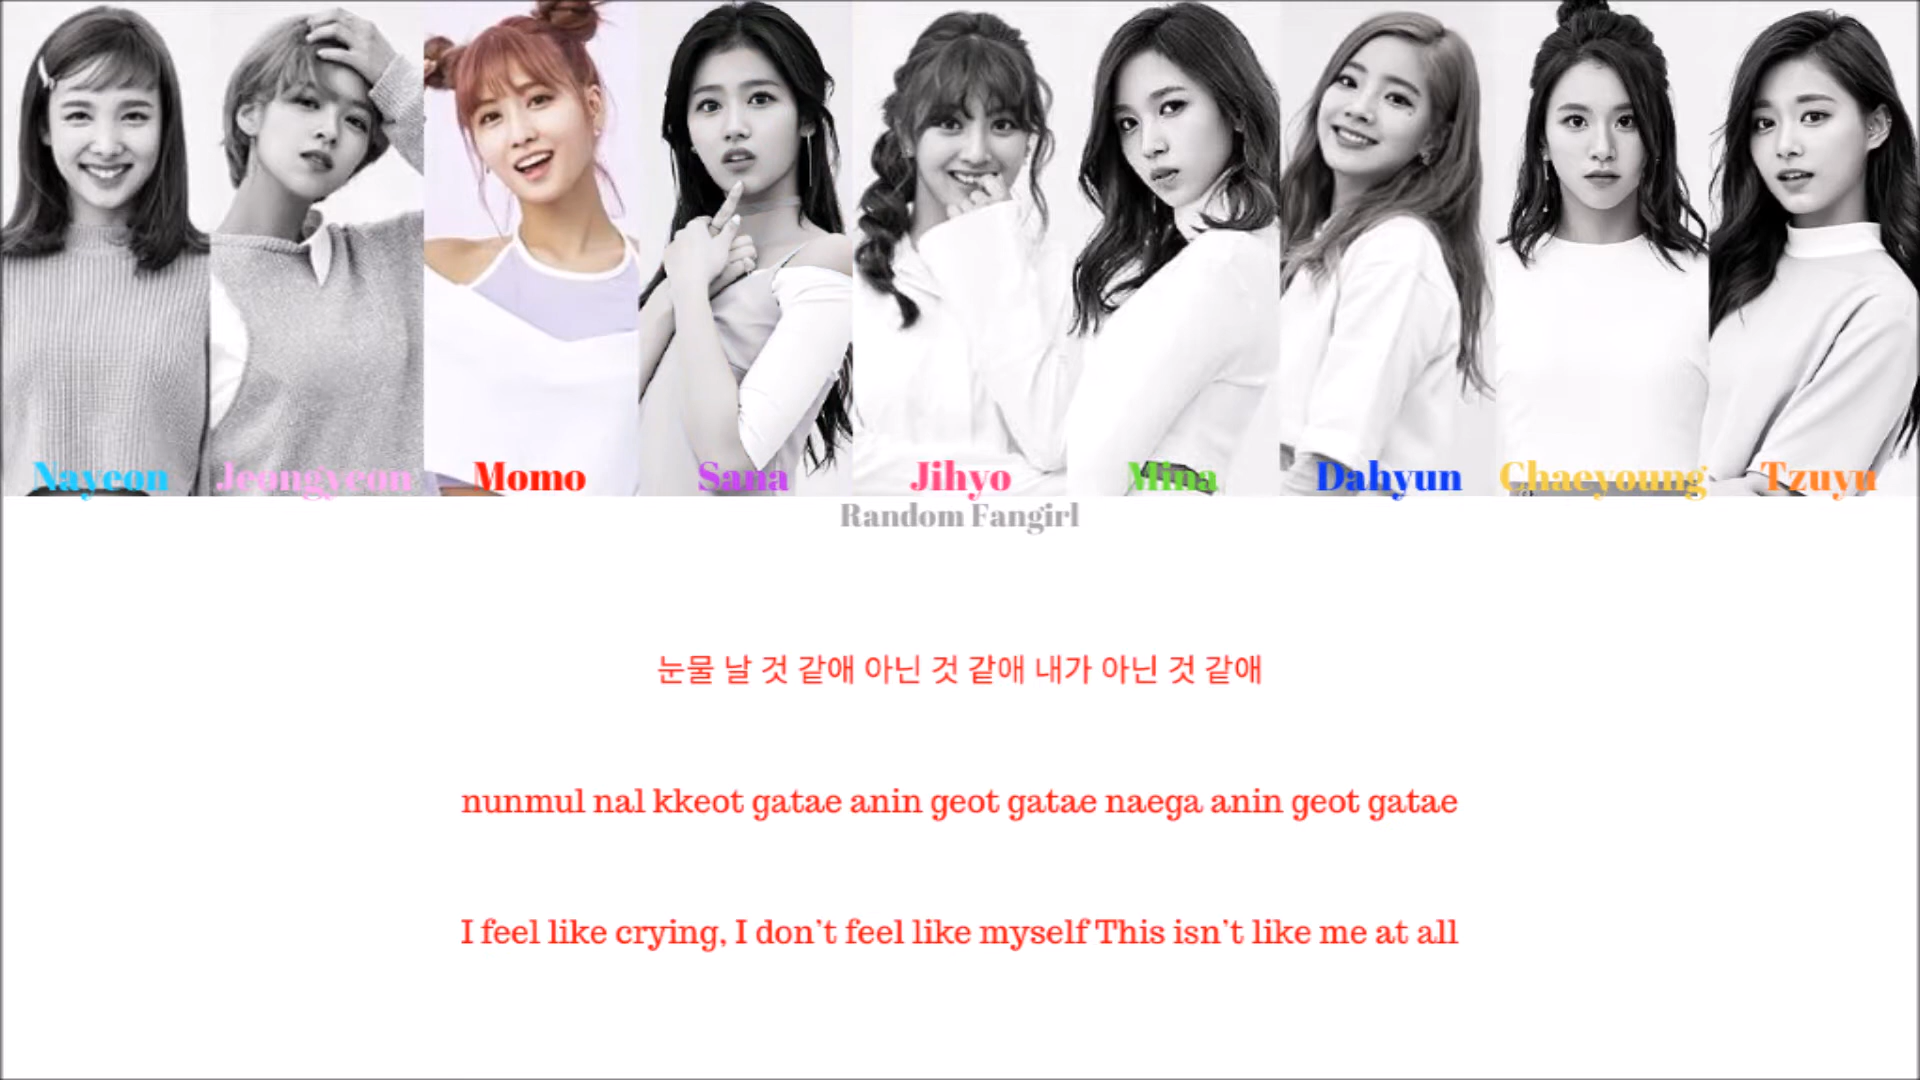 Nayeon Jeongyeon Momo Sana Jihyo Mina Dahyun Chaeyoung Tzuyu
Random Fangirl
눈물 날 것 같애 아닌 것 같애 내가 아닌 것 같애
nunmul nal kkeot gatae anin geot gatae naega anin geot gatae
I feel like crying, I don't feel like myself This isn't like me at all